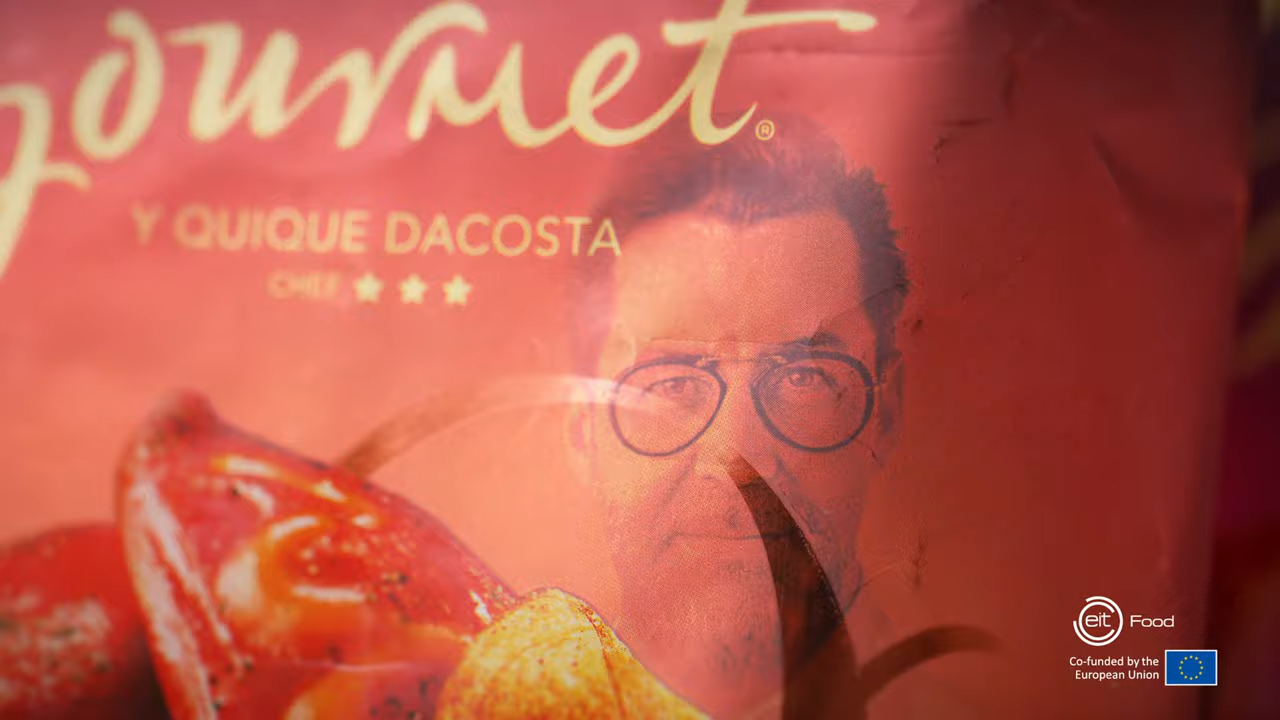 gourmet®
Y QUIQUE DACOSTA
CHEF ★★★
eit Food
Co-funded by the
European Union